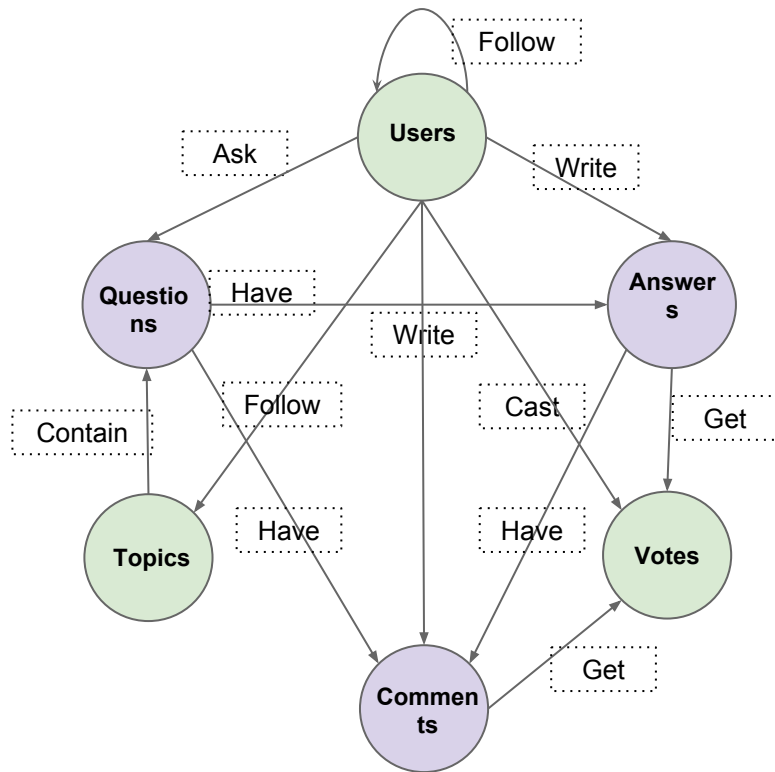 Follow
Users
Ask
Write
Questio
ns
Have
Answer
s
Write
Contain
Follow
Cast
Get
Topics
Have
Have
Votes
Commen
ts
Get